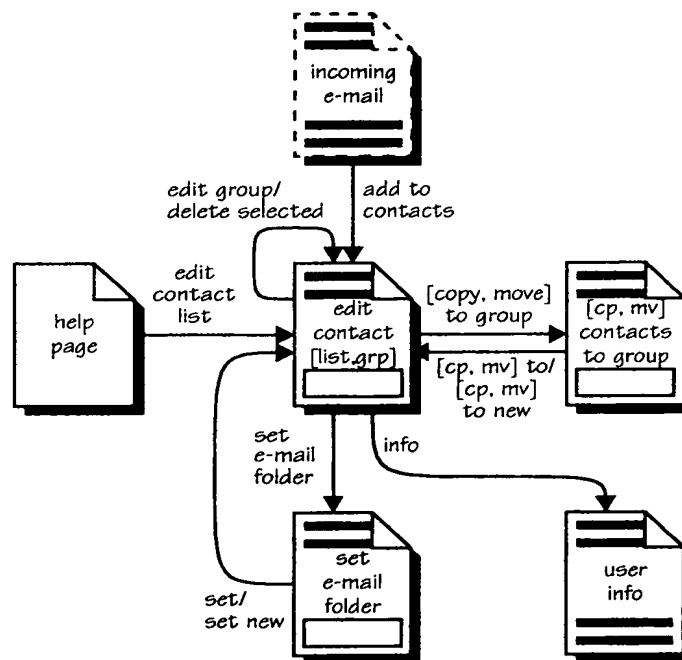 incoming
e-mail
edit group/
delete selected
add to
contacts
help
page
edit
contact
list
edit
contact
[list,grp]
[copy, move]
to group
[cp, mv]
contacts
to group
[cp, mv] to/
[cp, mv]
to new
set
e-mail
folder
info
set/
set new
set
e-mail
folder
user
info